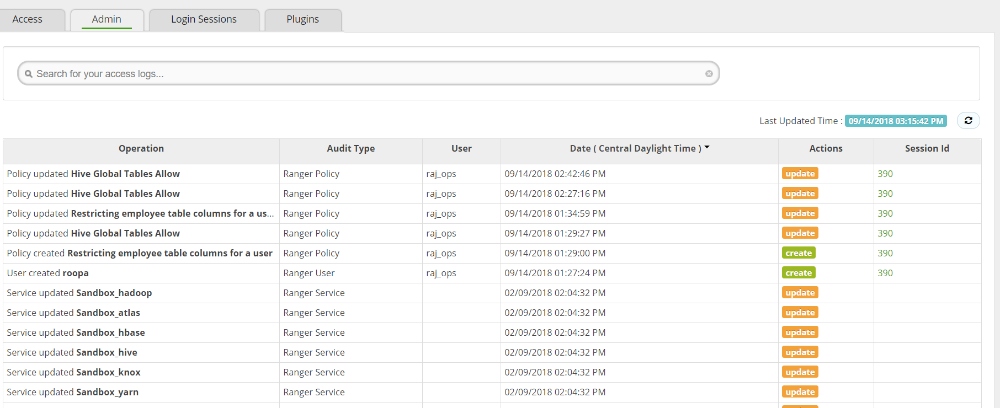 Access Admin Login Sessions Plugins
Search for your access logs...
Last Updated Time : 09/14/2018 03:15:42 PM
Operation Audit Type User Date ( Central Daylight Time ) Actions Session Id
Policy updated Hive Global Tables Allow Ranger Policy raj_ops 09/14/2018 02:42:46 PM update 390
Policy updated Hive Global Tables Allow Ranger Policy raj_ops 09/14/2018 02:27:16 PM update 390
Policy updated Restricting employee table columns for a us... Ranger Policy raj_ops 09/14/2018 01:34:59 PM update 390
Policy updated Hive Global Tables Allow Ranger Policy raj_ops 09/14/2018 01:29:27 PM update 390
Policy created Restricting employee table columns for a user Ranger Policy raj_ops 09/14/2018 01:29:00 PM create 390
User created roopa Ranger User raj_ops 09/14/2018 01:27:24 PM create 390
Service updated Sandbox_hadoop Ranger Service 02/09/2018 02:04:32 PM update
Service updated Sandbox_atlas Ranger Service 02/09/2018 02:04:32 PM update
Service updated Sandbox_hbase Ranger Service 02/09/2018 02:04:32 PM update
Service updated Sandbox_hive Ranger Service 02/09/2018 02:04:32 PM update
Service updated Sandbox_knox Ranger Service 02/09/2018 02:04:32 PM update
Service updated Sandbox_yarn Ranger Service 02/09/2018 02:04:32 PM update